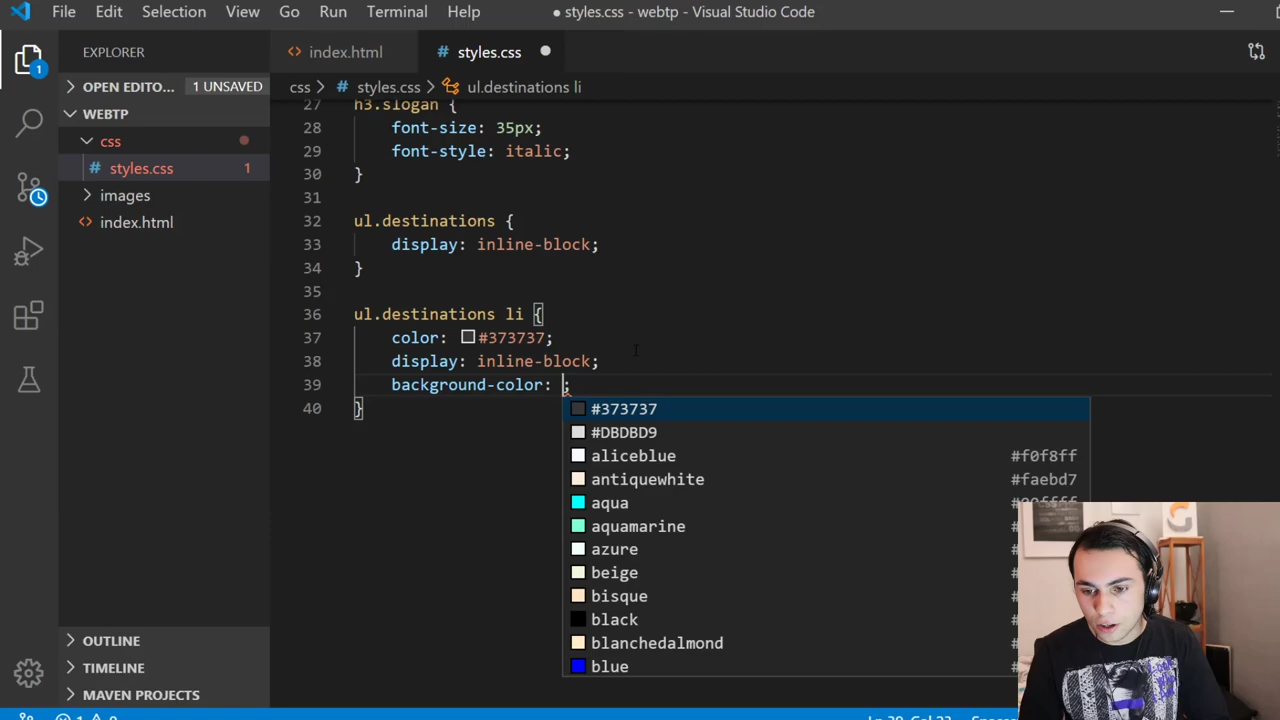 File Edit Selection View Go Run Terminal Help ● styles.css - webtp - Visual Studio Code
EXPLORER
<> index.html
# styles.css ●
1
OPEN EDITO... 1 UNSAVED
css > # styles.css > ul.destinations li
WEBTP
css
# styles.css 1
images
<> index.html
27 h3.slogan {
28 font-size: 35px;
29 font-style: italic;
30 }
31
32 ul.destinations {
33 display: inline-block;
34 }
35
36 ul.destinations li {
37 color: #373737;
38 display: inline-block;
39 background-color: ;
40 }
#373737
#DBDBD9
aliceblue #f0f8ff
antiquewhite #faebd7
aqua
aquamarine #
azure #
beige #
bisque #
black #
blanchedalmond #
blue #
OUTLINE
TIMELINE
MAVEN PROJECTS